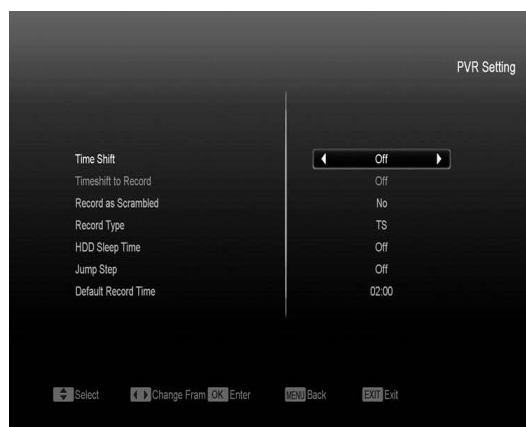 PVR Setting
Time Shift Off
Timeshift to Record Off
Record as Scrambled No
Record Type TS
HDD Sleep Time Off
Jump Step Off
Default Record Time 02:00
Select Change Fram OK Enter MENU Back EXIT Exit